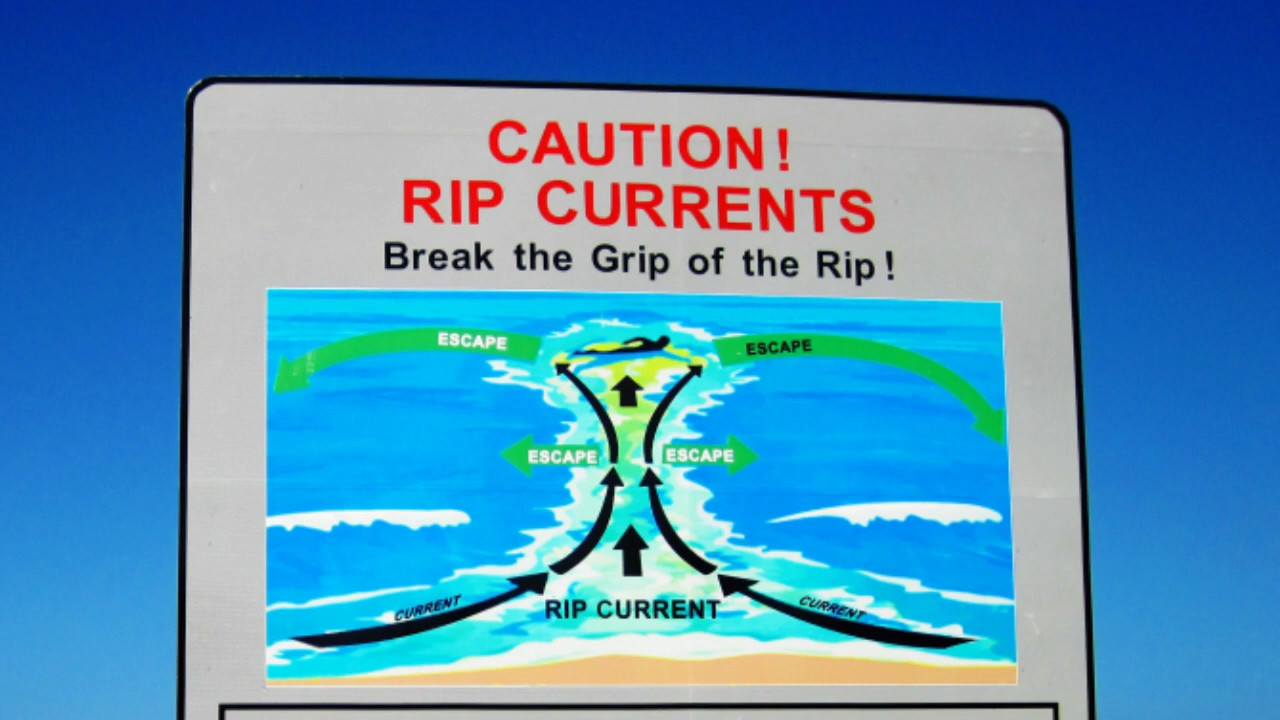 CAUTION!
RIP CURRENTS
Break the Grip of the Rip!
ESCAPE
ESCAPE
ESCAPE
ESCAPE
CURRENT
RIP CURRENT
CURRENT